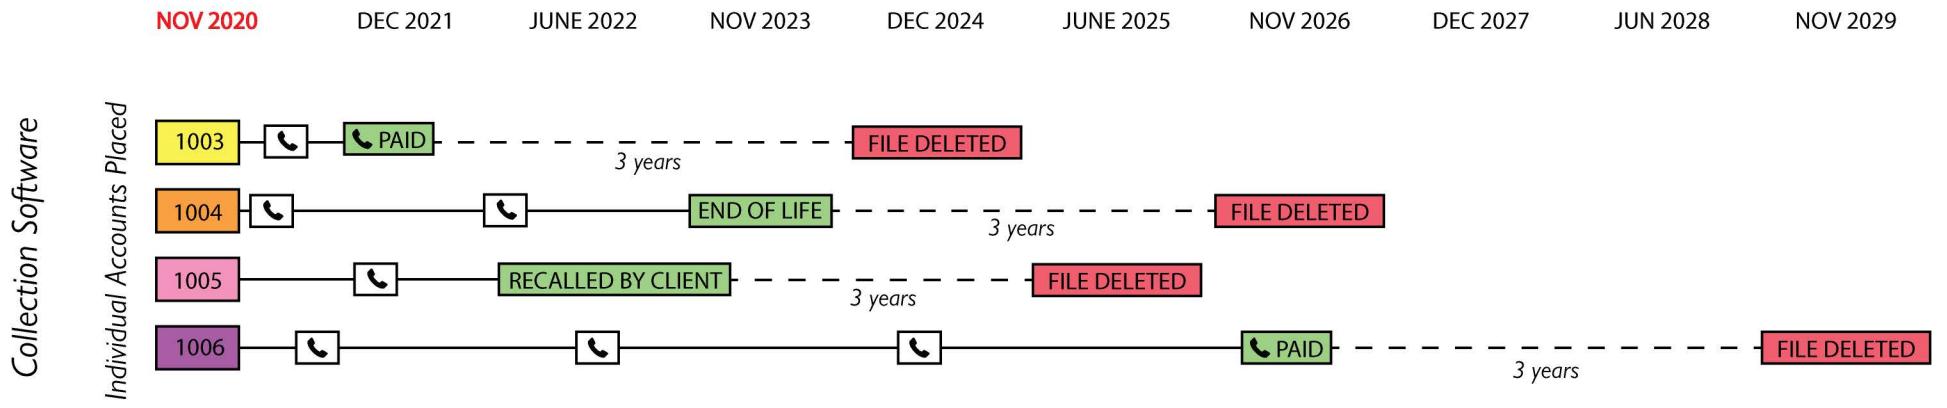 NOV 2020 DEC 2021 JUNE 2022 NOV 2023 DEC 2024 JUNE 2025 NOV 2026 DEC 2027 JUN 2028 NOV 2029
Collection Software
Individual Accounts Placed
1003 PAID 3 years FILE DELETED
1004 END OF LIFE 3 years FILE DELETED
1005 RECALLED BY CLIENT 3 years FILE DELETED
1006 PAID 3 years FILE DELETED